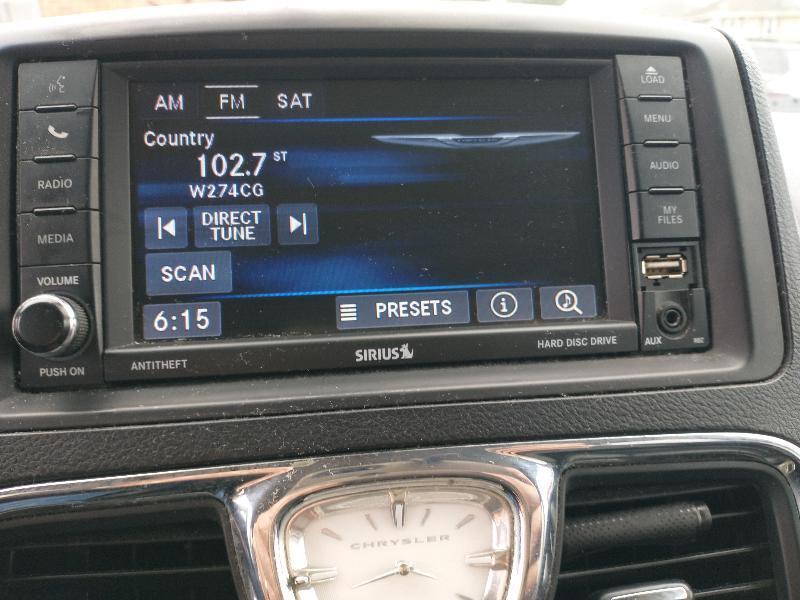 LOAD
MENU
AUDIO
MY
FILES
AUX
RADIO
MEDIA
VOLUME
PUSH ON
AM FM SAT
Country
102.7 ST
W274CG
DIRECT
TUNE
SCAN
6:15
PRESETS
ANTITHEFT
SIRIUS
HARD DISC DRIVE
CHRYSLER